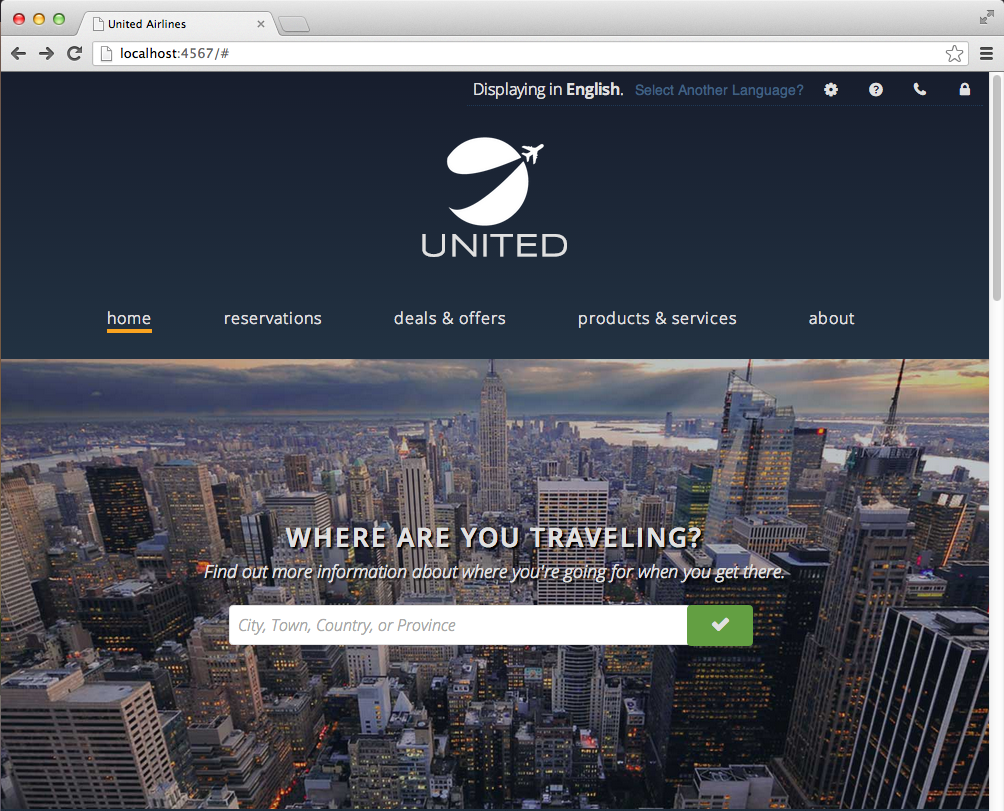 United Airlines
localhost:4567/#
Displaying in English. Select Another Language?
UNITED
home reservations deals & offers products & services about
WHERE ARE YOU TRAVELING?
Find out more information about where you're going for when you get there.
City, Town, Country, or Province